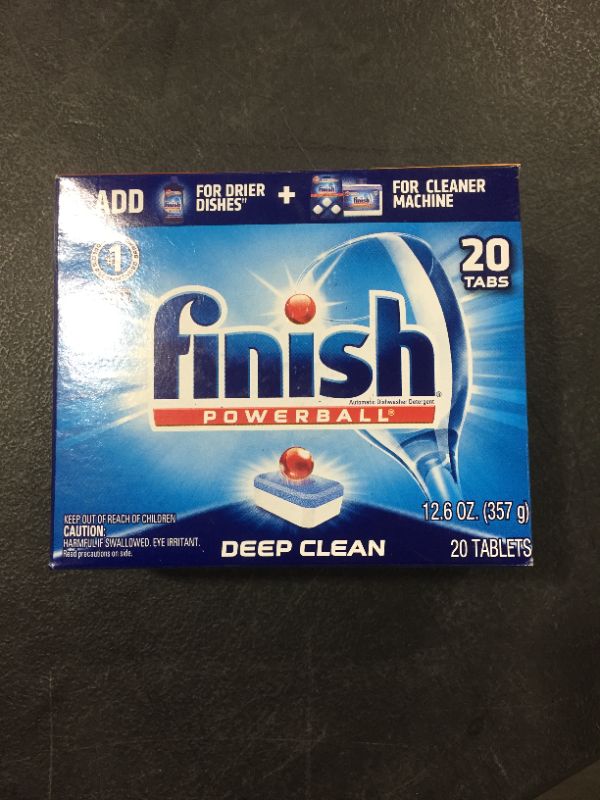 ADD
FOR DRIER
DISHES
+
FOR CLEANER
MACHINE
finish
1
20
TABS
finish®
Automatic Dishwasher Detergent
POWERBALL®
KEEP OUT OF REACH OF CHILDREN
CAUTION:
HARMFUL IF SWALLOWED. EYE IRRITANT.
Read precautions on side.
DEEP CLEAN
12.6 OZ. (357 g)
20 TABLETS